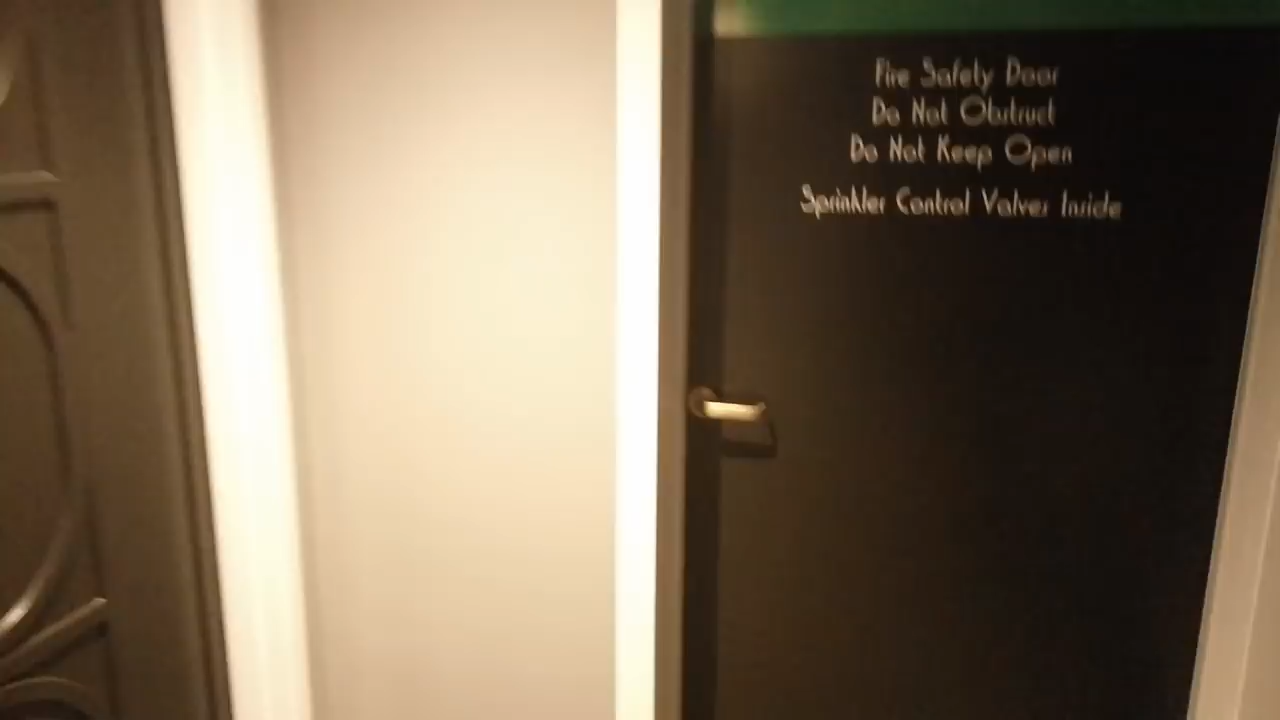 Fire Safety Door
Do Not Obstruct
Do Not Keep Open
Sprinkler Control Valves Inside